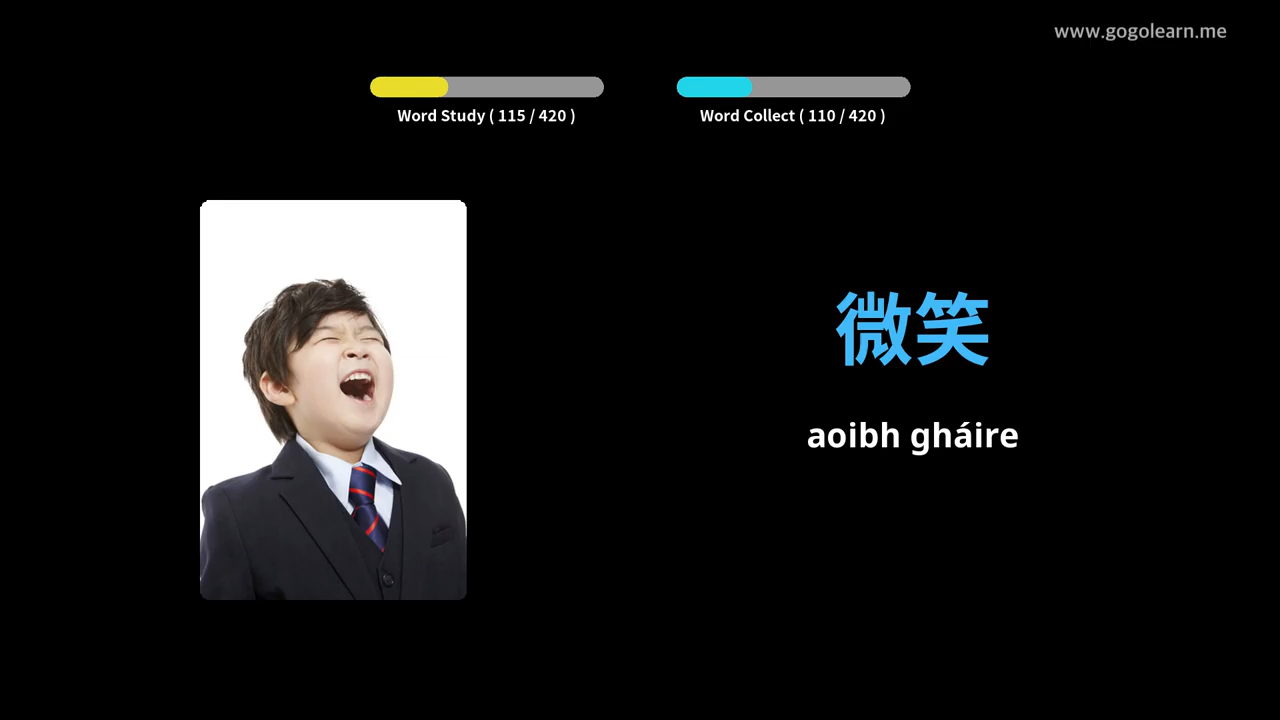 www.gogolearn.me
Word Study ( 115 / 420 )
Word Collect ( 110 / 420 )
微笑
aoibh gháire